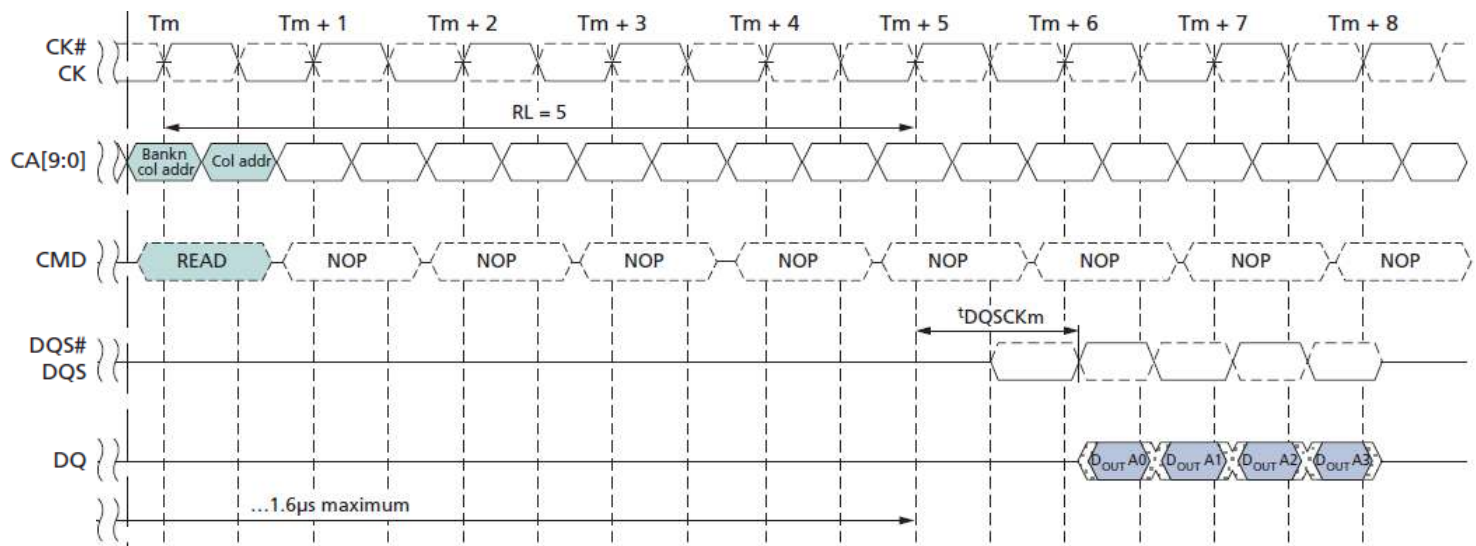 Tm Tm + 1 Tm + 2 Tm + 3 Tm + 4 Tm + 5 Tm + 6 Tm + 7 Tm + 8
CK#
CK
RL = 5
CA[9:0] Bankn col addr Col addr
CMD READ NOP NOP NOP NOP NOP NOP NOP NOP
tDQSCKm
DQS#
DQS
DQ DOUT A0 DOUT A1 DOUT A2 DOUT A3
...1.6µs maximum